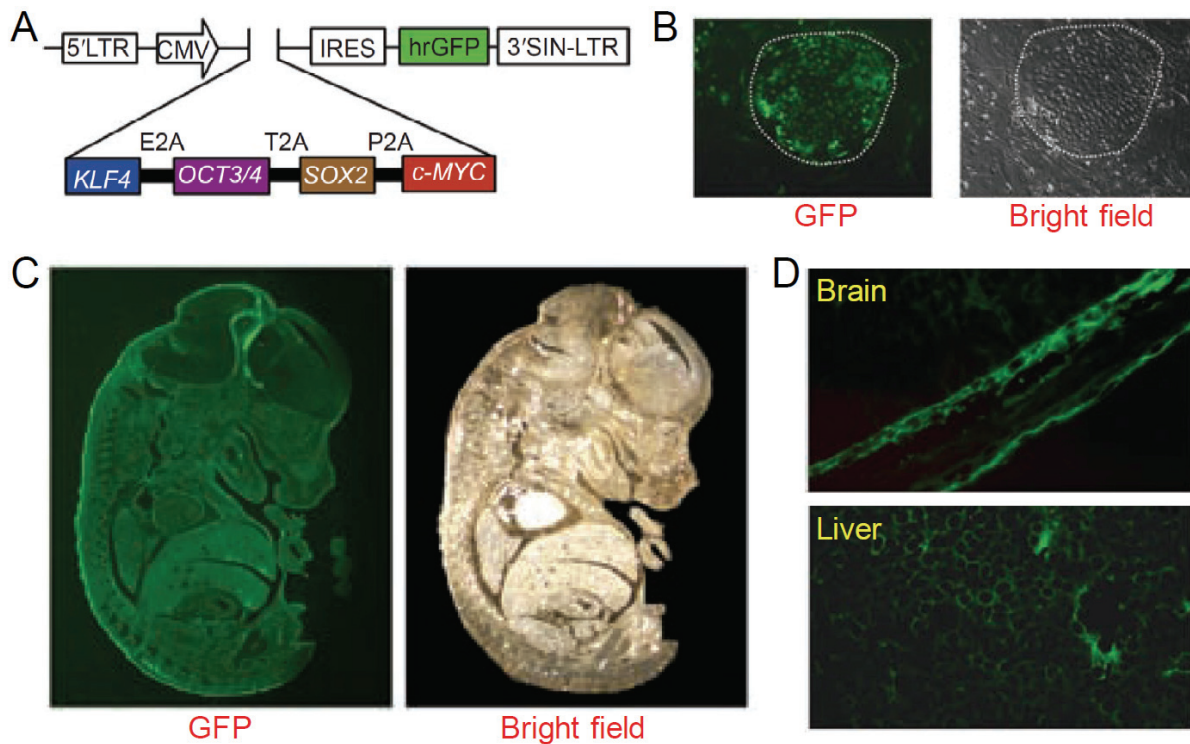 A
5′LTR CMV IRES hrGFP 3′SIN-LTR
E2A T2A P2A
KLF4 OCT3/4 SOX2 c-MYC
B
GFP Bright field
C
GFP Bright field
D
Brain
Liver